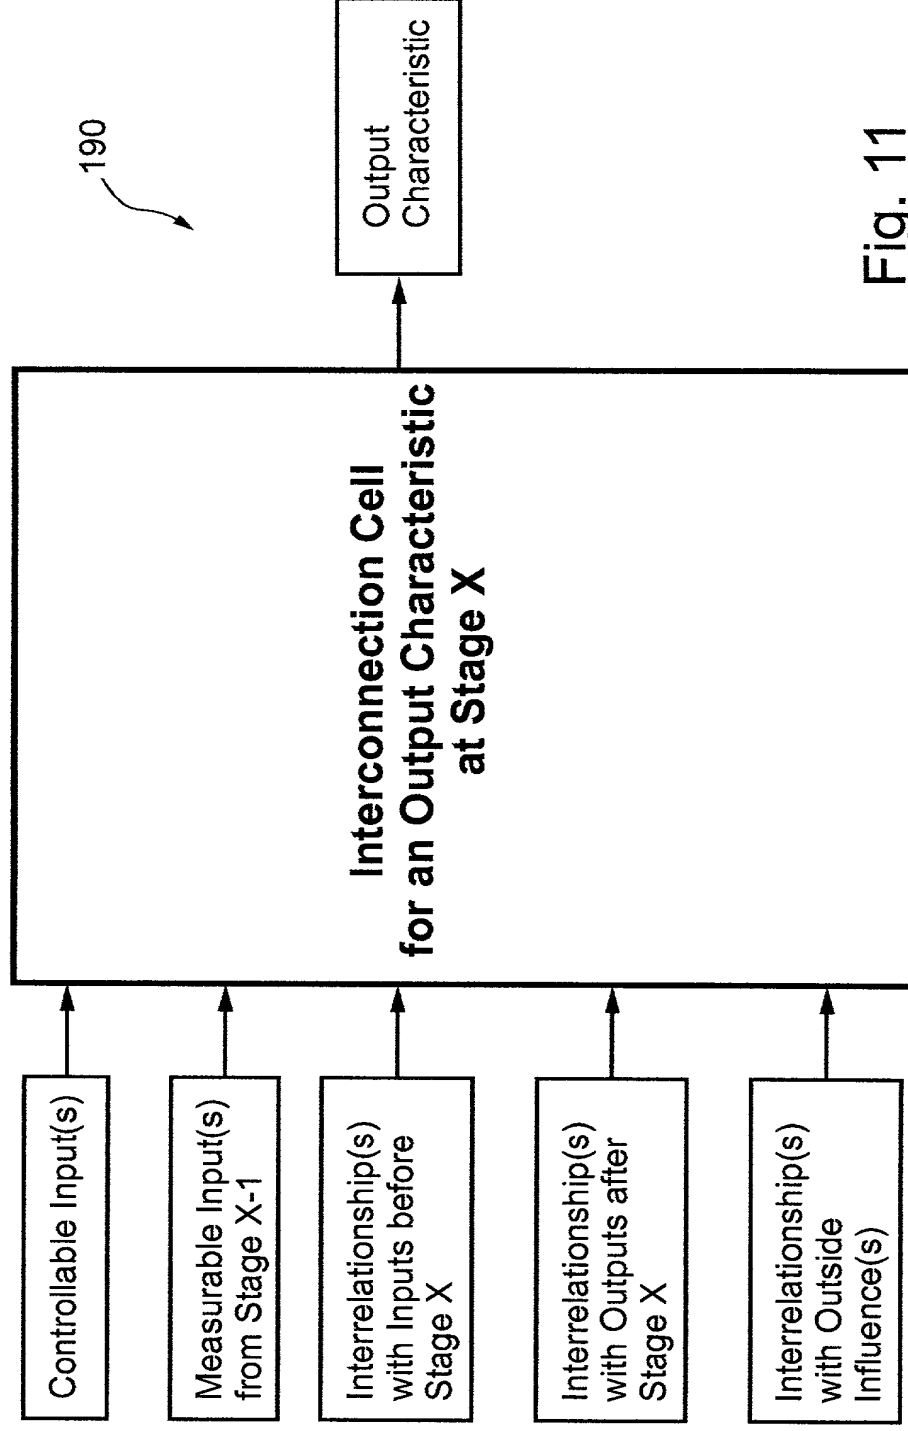 190
Controllable Input(s)
Measurable Input(s)
from Stage X-1
Interrelationship(s)
with Inputs before
Stage X
Interrelationship(s)
with Outputs after
Stage X
Interrelationship(s)
with Outside
Influence(s)
Interconnection Cell
for an Output Characteristic
at Stage X
Output
Characteristic
Fig. 11